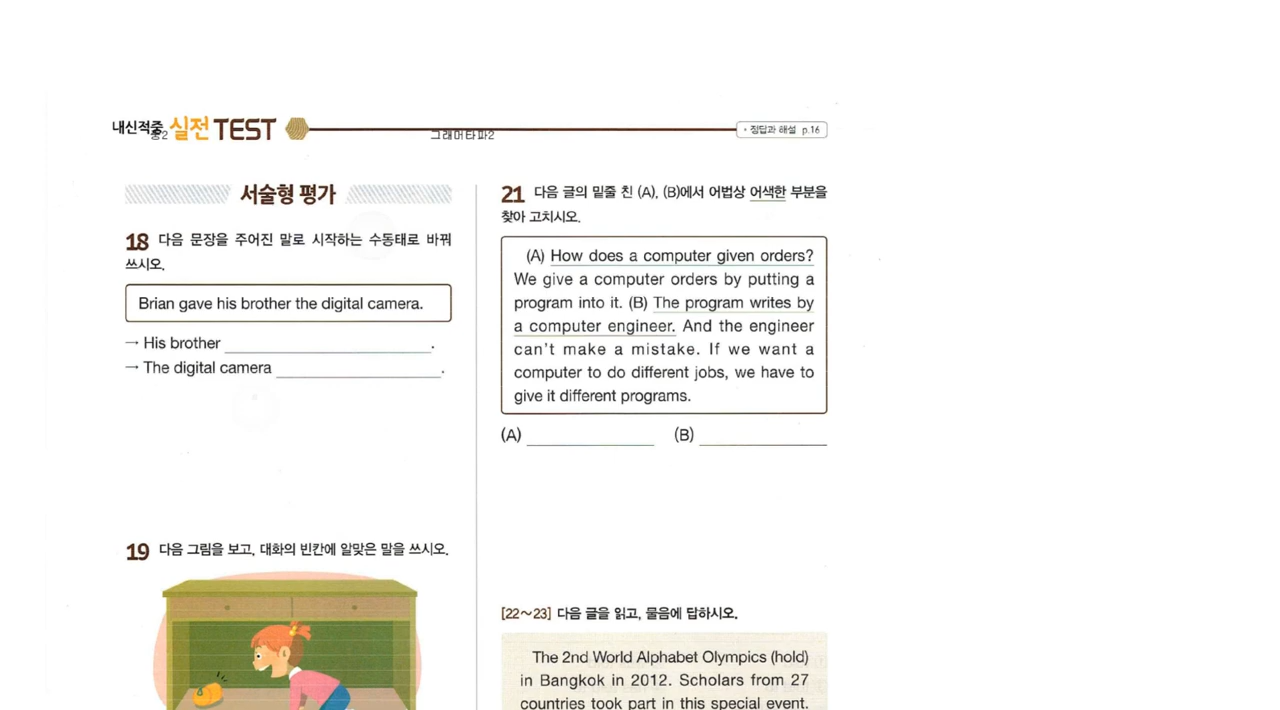 내신적중 실전 TEST
중2
그래머타파2
• 정답과 해설 p.16
서술형 평가
18 다음 문장을 주어진 말로 시작하는 수동태로 바꿔
쓰시오.
Brian gave his brother the digital camera.
→ His brother .
→ The digital camera .
19 다음 그림을 보고, 대화의 빈칸에 알맞은 말을 쓰시오.
21 다음 글의 밑줄 친 (A), (B)에서 어법상 어색한 부분을
찾아 고치시오.
(A) How does a computer given orders?
We give a computer orders by putting a
program into it. (B) The program writes by
a computer engineer. And the engineer
can't make a mistake. If we want a
computer to do different jobs, we have to
give it different programs.
(A) (B)
[22~23] 다음 글을 읽고, 물음에 답하시오.
The 2nd World Alphabet Olympics (hold)
in Bangkok in 2012. Scholars from 27
countries took part in this special event.